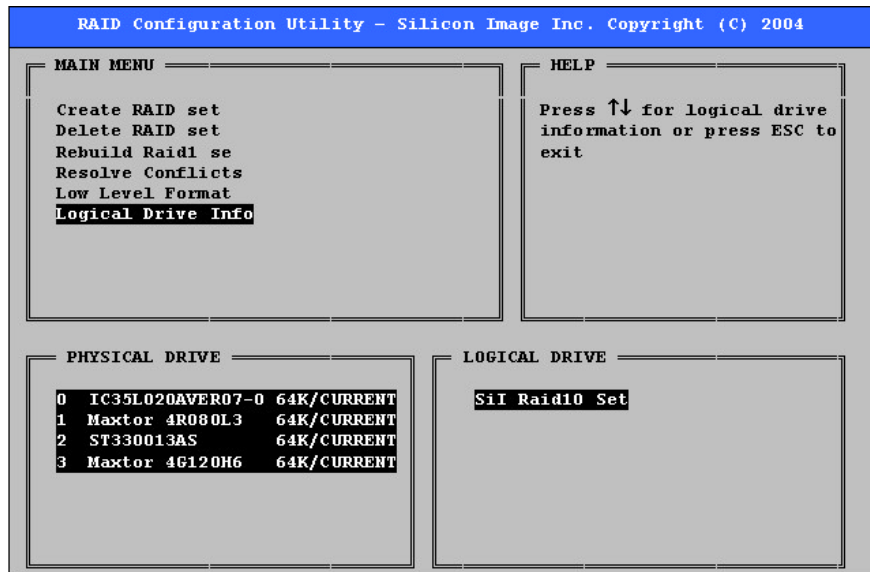 RAID Configuration Utility - Silicon Image Inc. Copyright (C) 2004
MAIN MENU
Create RAID set
Delete RAID set
Rebuild Raid1 se
Resolve Conflicts
Low Level Format
Logical Drive Info
HELP
Press ↑↓ for logical drive
information or press ESC to
exit
PHYSICAL DRIVE
0 IC35L020AVER07-0 64K/CURRENT
1 Maxtor 4R080L3 64K/CURRENT
2 ST330013AS 64K/CURRENT
3 Maxtor 4G120H6 64K/CURRENT
LOGICAL DRIVE
SiI Raid10 Set